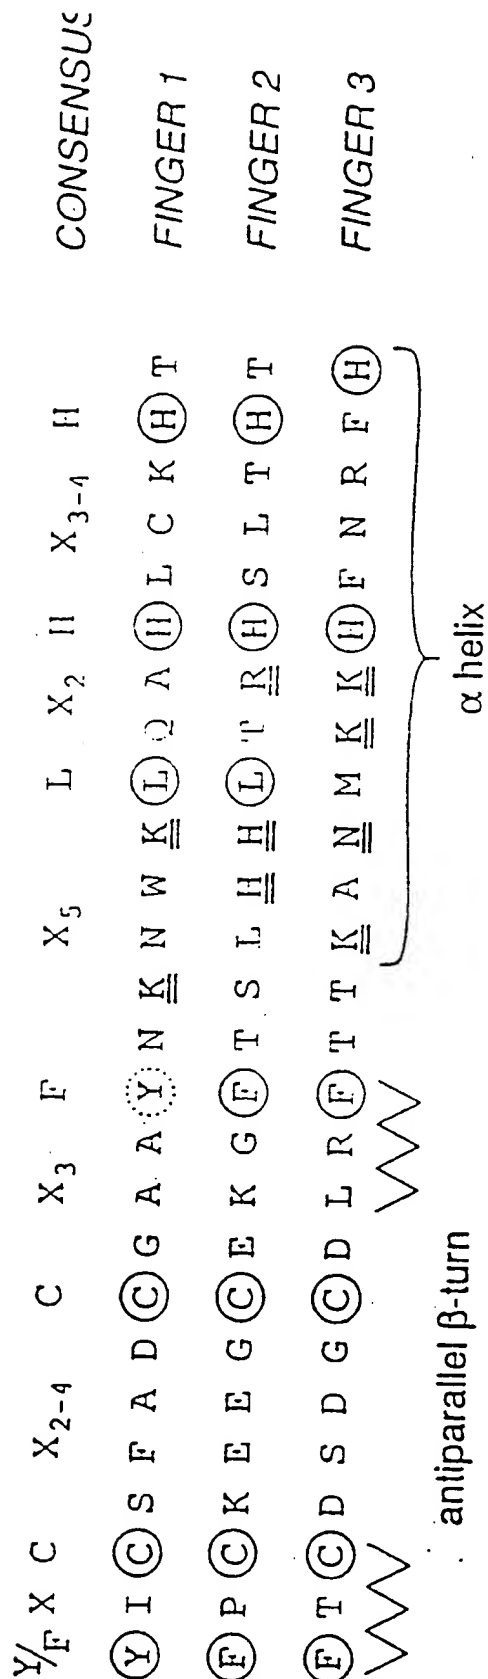 Y/F X C X2-4 C X3 F X5 L X2 H X3-4 H CONSENSUS
Y I C S F A D C G A A Y N K N W K L Q A H L C K H T FINGER 1
F P C K E E G C E K G F T S L H H L T R H S L T H T FINGER 2
F T C D S D G C D L R F T T K A N M K K H F N R F H FINGER 3
antiparallel β-turn
α helix